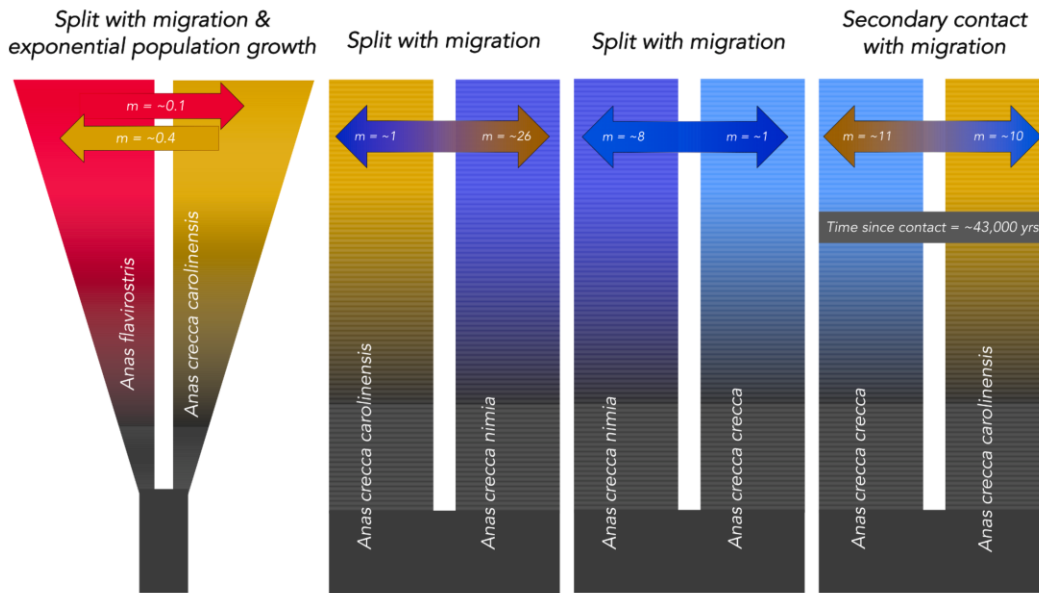 Split with migration &
exponential population growth
m = ~0.1
m = ~0.4
Anas flavirostris
Anas crecca carolinensis
Split with migration
m = ~1
m = ~26
Anas crecca carolinensis
Anas crecca nimia
Split with migration
m = ~8
m = ~1
Anas crecca nimia
Anas crecca crecca
Secondary contact
with migration
m = ~11
m = ~10
Time since contact = ~43,000 yrs
Anas crecca crecca
Anas crecca carolinensis